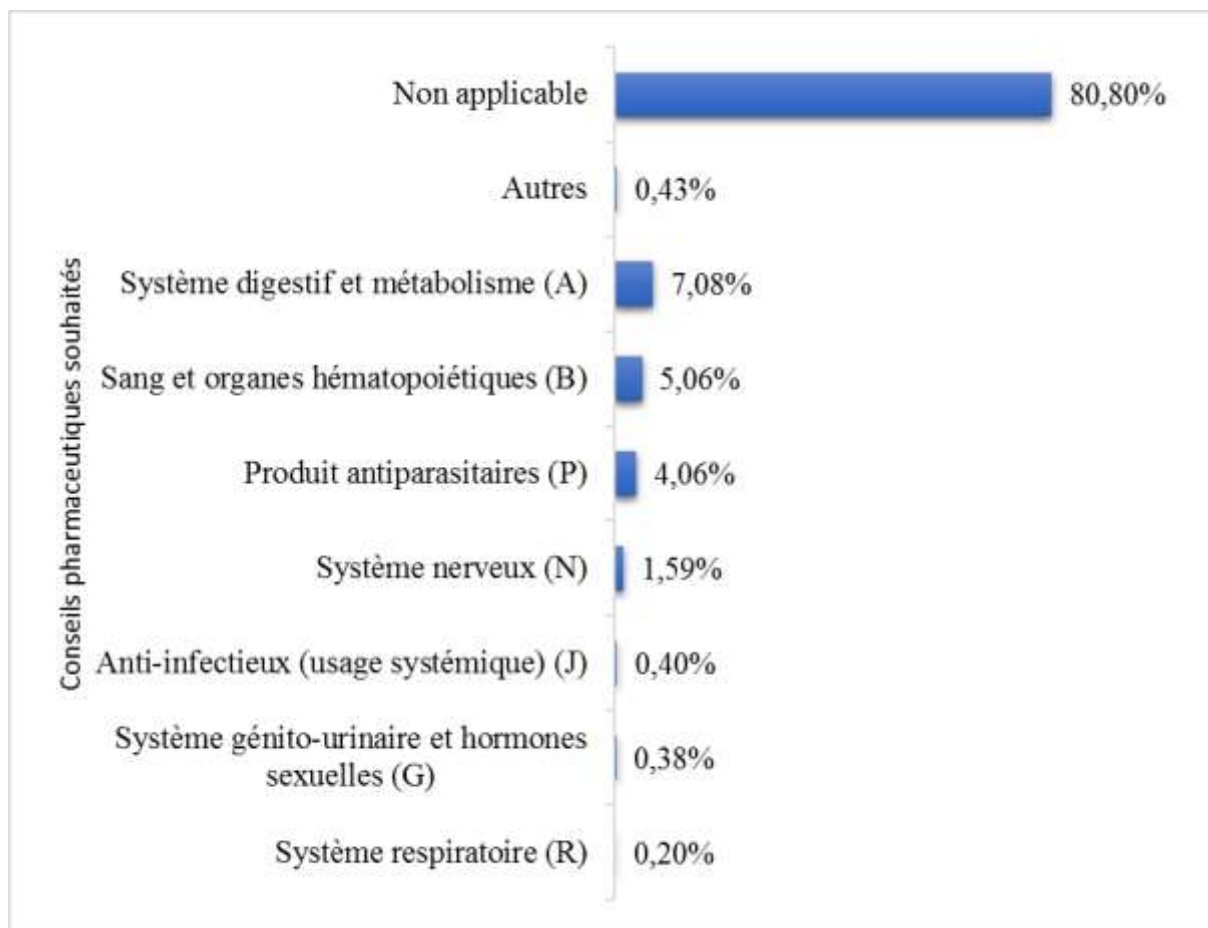 Non applicable
80,80%
Autres
0,43%
Système digestif et métabolisme (A)
7,08%
Sang et organes hématopoiétiques (B)
5,06%
Produit antiparasitaires (P)
4,06%
Système nerveux (N)
1,59%
Anti-infectieux (usage systémique) (J)
0,40%
Système génito-urinaire et hormones
sexuelles (G)
0,38%
Système respiratoire (R)
0,20%
Conseils pharmaceutiques souhaités